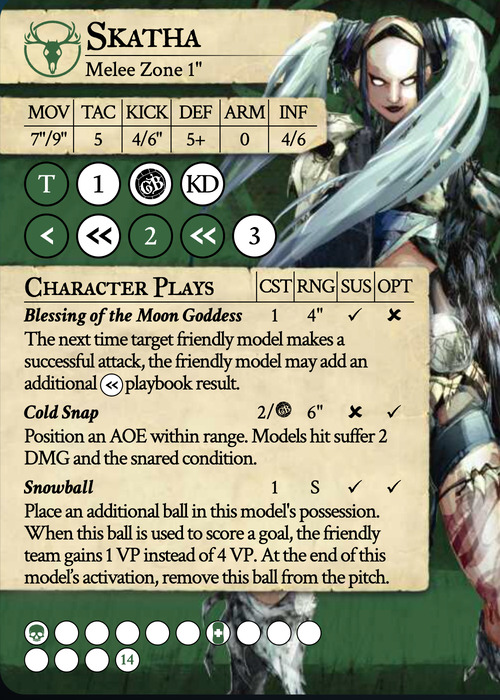 Skatha
Melee Zone 1"
MOV TAC KICK DEF ARM INF
7"/9" 5 4/6" 5+ 0 4/6
T 1 GB KD
< << 2 << 3
Character Plays CST RNG SUS OPT
Blessing of the Moon Goddess 1 4" ✓ ✘
The next time target friendly model makes a
successful attack, the friendly model may add an
additional << playbook result.
Cold Snap 2/GB 6" ✘ ✓
Position an AOE within range. Models hit suffer 2
DMG and the snared condition.
Snowball 1 S ✓ ✓
Place an additional ball in this model's possession.
When this ball is used to score a goal, the friendly
team gains 1 VP instead of 4 VP. At the end of this
model's activation, remove this ball from the pitch.
14